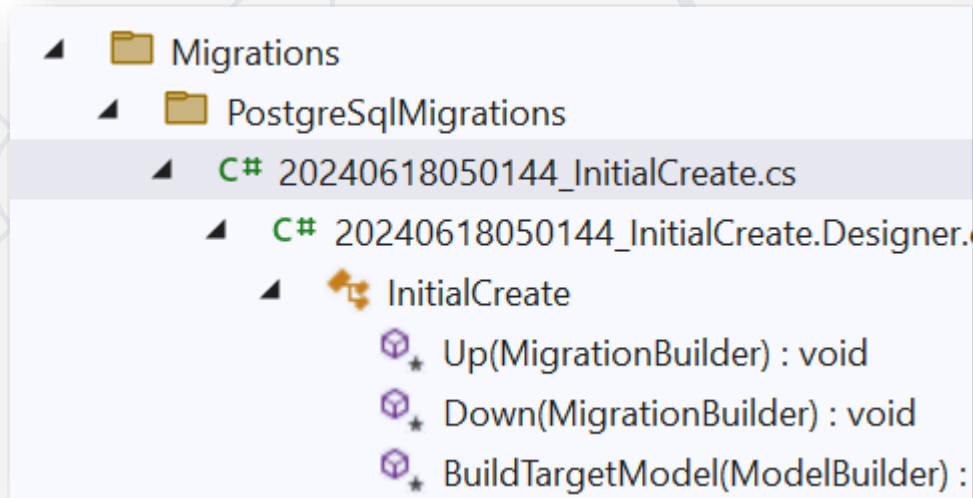 Migrations
PostgreSqlMigrations
C# 20240618050144_InitialCreate.cs
C# 20240618050144_InitialCreate.Designer.
InitialCreate
Up(MigrationBuilder) : void
Down(MigrationBuilder) : void
BuildTargetModel(ModelBuilder) :